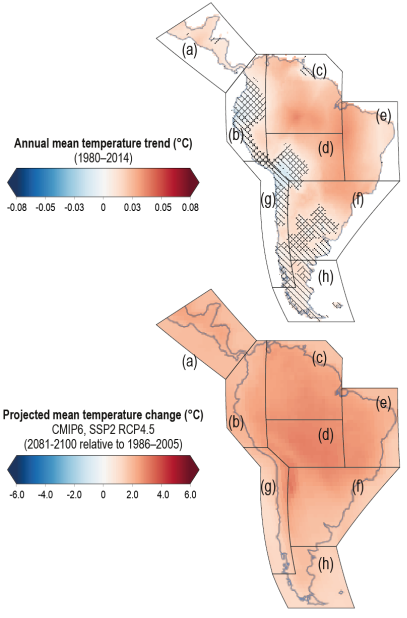 (a)
(c)
(e)
(b)
(d)
(g)
(f)
(h)
Annual mean temperature trend (°C)
(1980–2014)
-0.08 -0.05 -0.03 0 0.03 0.05 0.08
(a)
(c)
(e)
(b)
(d)
(g)
(f)
(h)
Projected mean temperature change (°C)
CMIP6, SSP2 RCP4.5
(2081-2100 relative to 1986–2005)
-6.0 -4.0 -2.0 0 2.0 4.0 6.0